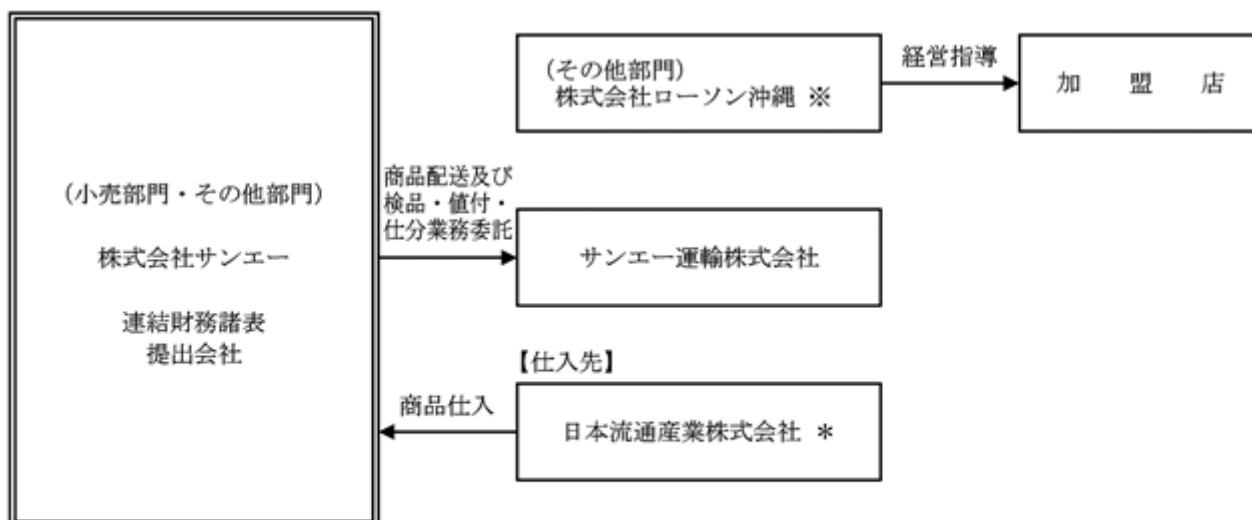 (小売部門・その他部門)
株式会社サンエー
連結財務諸表
提出会社
(その他部門)
株式会社ローソン沖縄 ※
経営指導
加 盟 店
商品配送及び
検品・値付・
仕分業務委託
サンエー運輸株式会社
【仕入先】
商品仕入
日本流通産業株式会社 *